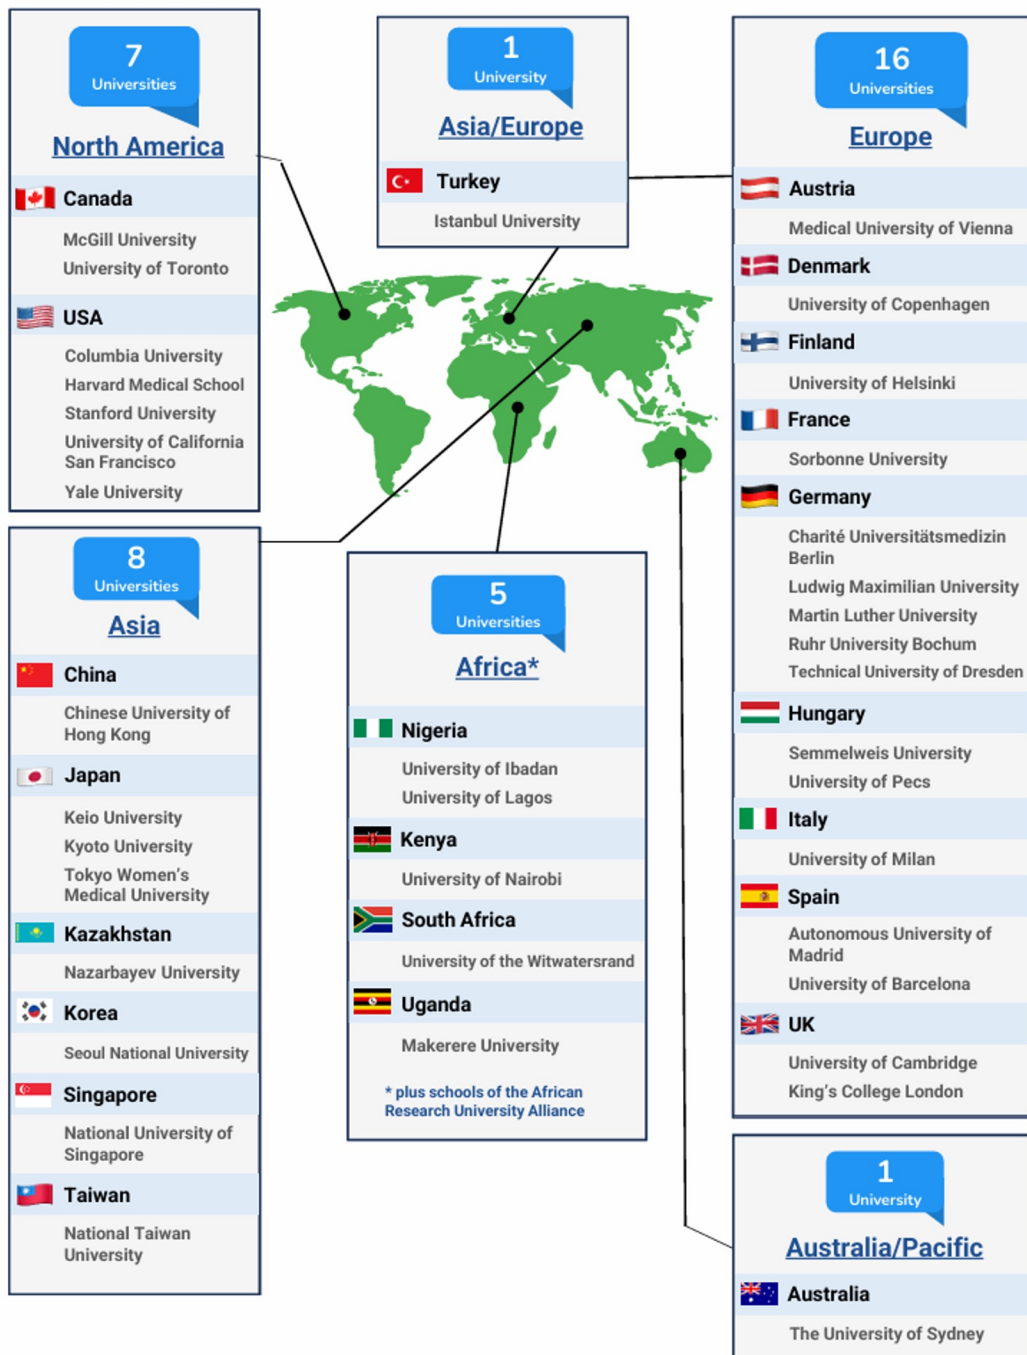 7
Universities
North America
Canada
McGill University
University of Toronto
USA
Columbia University
Harvard Medical School
Stanford University
University of California
San Francisco
Yale University
1
University
Asia/Europe
Turkey
Istanbul University
16
Universities
Europe
Austria
Medical University of Vienna
Denmark
University of Copenhagen
Finland
University of Helsinki
France
Sorbonne University
Germany
Charité Universitätsmedizin
Berlin
Ludwig Maximilian University
Martin Luther University
Ruhr University Bochum
Technical University of Dresden
Hungary
Semmelweis University
University of Pecs
Italy
University of Milan
Spain
Autonomous University of
Madrid
University of Barcelona
UK
University of Cambridge
King's College London
8
Universities
Asia
China
Chinese University of
Hong Kong
Japan
Keio University
Kyoto University
Tokyo Women's
Medical University
Kazakhstan
Nazarbayev University
Korea
Seoul National University
Singapore
National University of
Singapore
Taiwan
National Taiwan
University
5
Universities
Africa*
Nigeria
University of Ibadan
University of Lagos
Kenya
University of Nairobi
South Africa
University of the Witwatersrand
Uganda
Makerere University
* plus schools of the African
Research University Alliance
1
University
Australia/Pacific
Australia
The University of Sydney